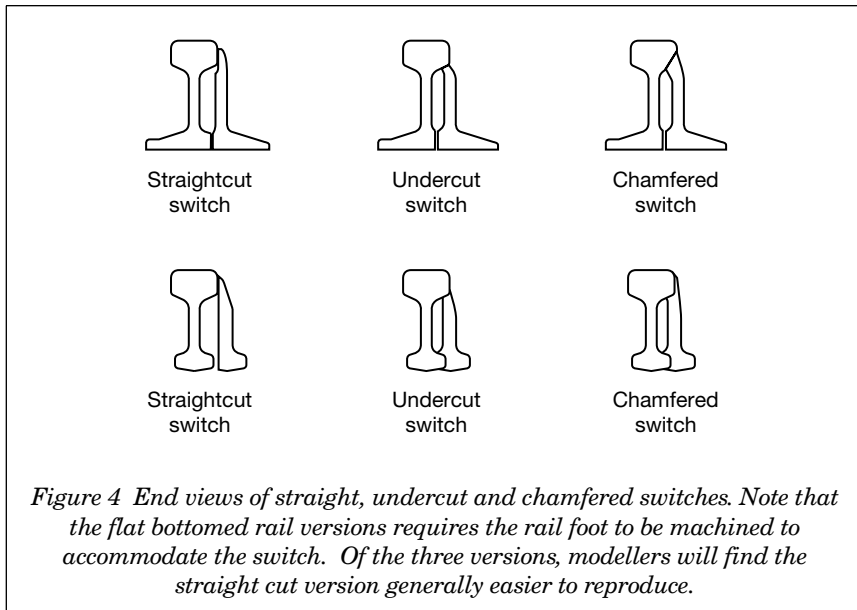 Straightcut switch
Undercut switch
Chamfered switch
Straightcut switch
Undercut switch
Chamfered switch
Figure 4 End views of straight, undercut and chamfered switches. Note that
the flat bottomed rail versions requires the rail foot to be machined to
accommodate the switch. Of the three versions, modellers will find the
straight cut version generally easier to reproduce.